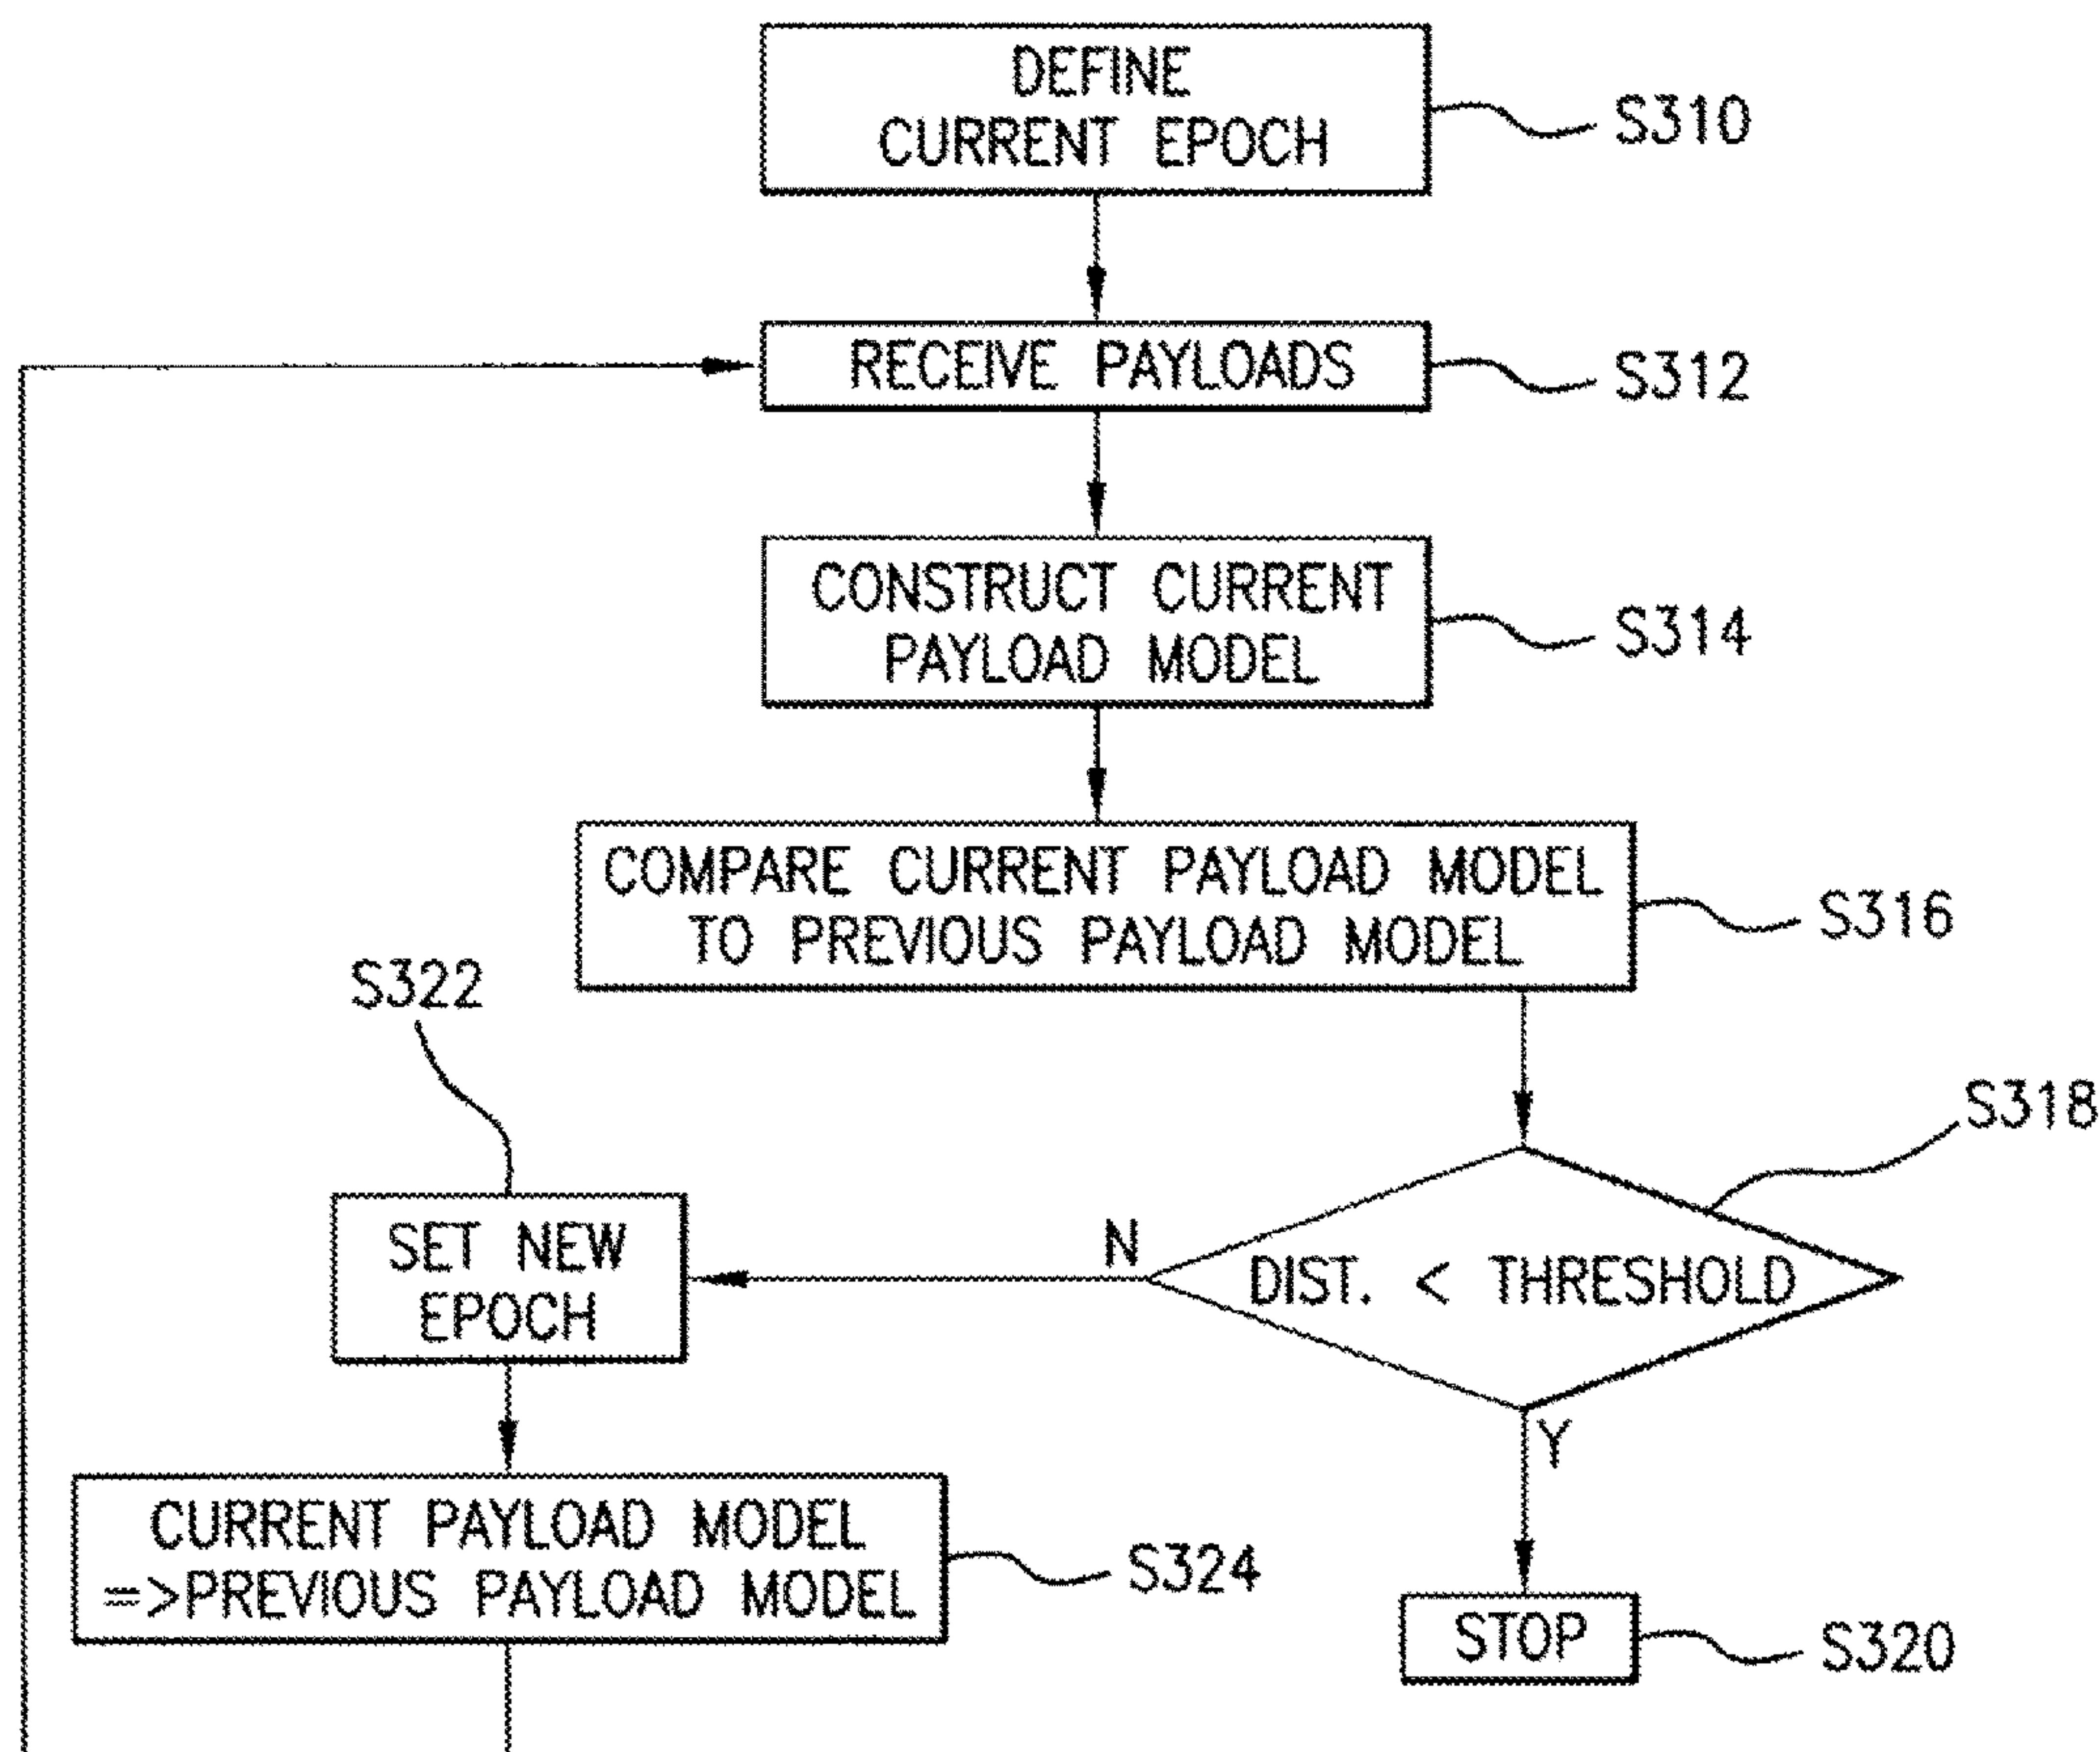 DEFINE
CURRENT EPOCH
S310
RECEIVE PAYLOADS
S312
CONSTRUCT CURRENT
PAYLOAD MODEL
S314
COMPARE CURRENT PAYLOAD MODEL
TO PREVIOUS PAYLOAD MODEL
S316
S322
S318
SET NEW
EPOCH
N
DIST. < THRESHOLD
Y
CURRENT PAYLOAD MODEL
=>PREVIOUS PAYLOAD MODEL
S324
STOP
S320